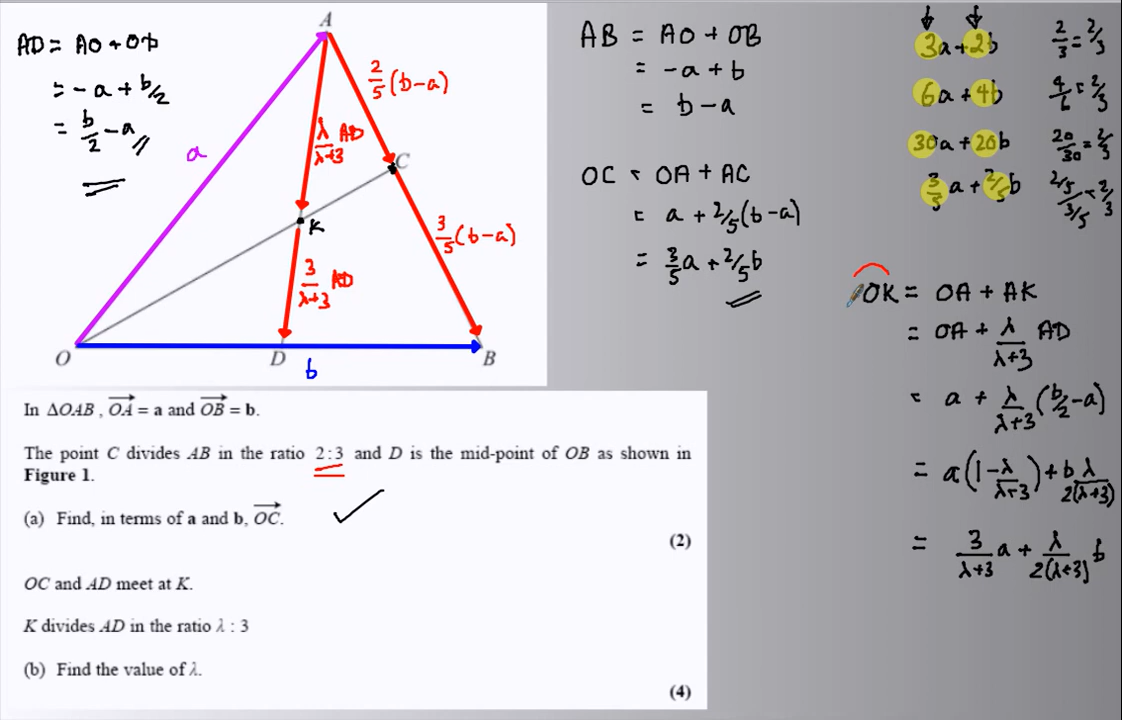 AD = AO + OD
= -a + b/2
= b/2 - a
A
2/5(b-a)
λ/λ+3 AD
a
C
K
3/5(b-a)
3/λ+3 AD
O
D
B
b
In ΔOAB, OA = a and OB = b.
The point C divides AB in the ratio 2:3 and D is the mid-point of OB as shown in
Figure 1.
(a) Find, in terms of a and b, OC.
(2)
OC and AD meet at K.
K divides AD in the ratio λ : 3
(b) Find the value of λ.
(4)
AB = AO + OB
= -a + b
= b - a
OC = OA + AC
= a + 2/5(b-a)
= 3/5a + 2/5b
3a+2b 2/3 = 2/3
6a+4b 4/6 = 2/3
30a+20b 20/30 = 2/3
3/5a+2/5b 2/5/3/5 = 2/3
OK = OA + AK
= OA + λ/λ+3 AD
= a + λ/λ+3 (b/2-a)
= a(1-λ/λ+3)+bλ/2(λ+3)
= 3/λ+3 a + λ/2(λ+3) b